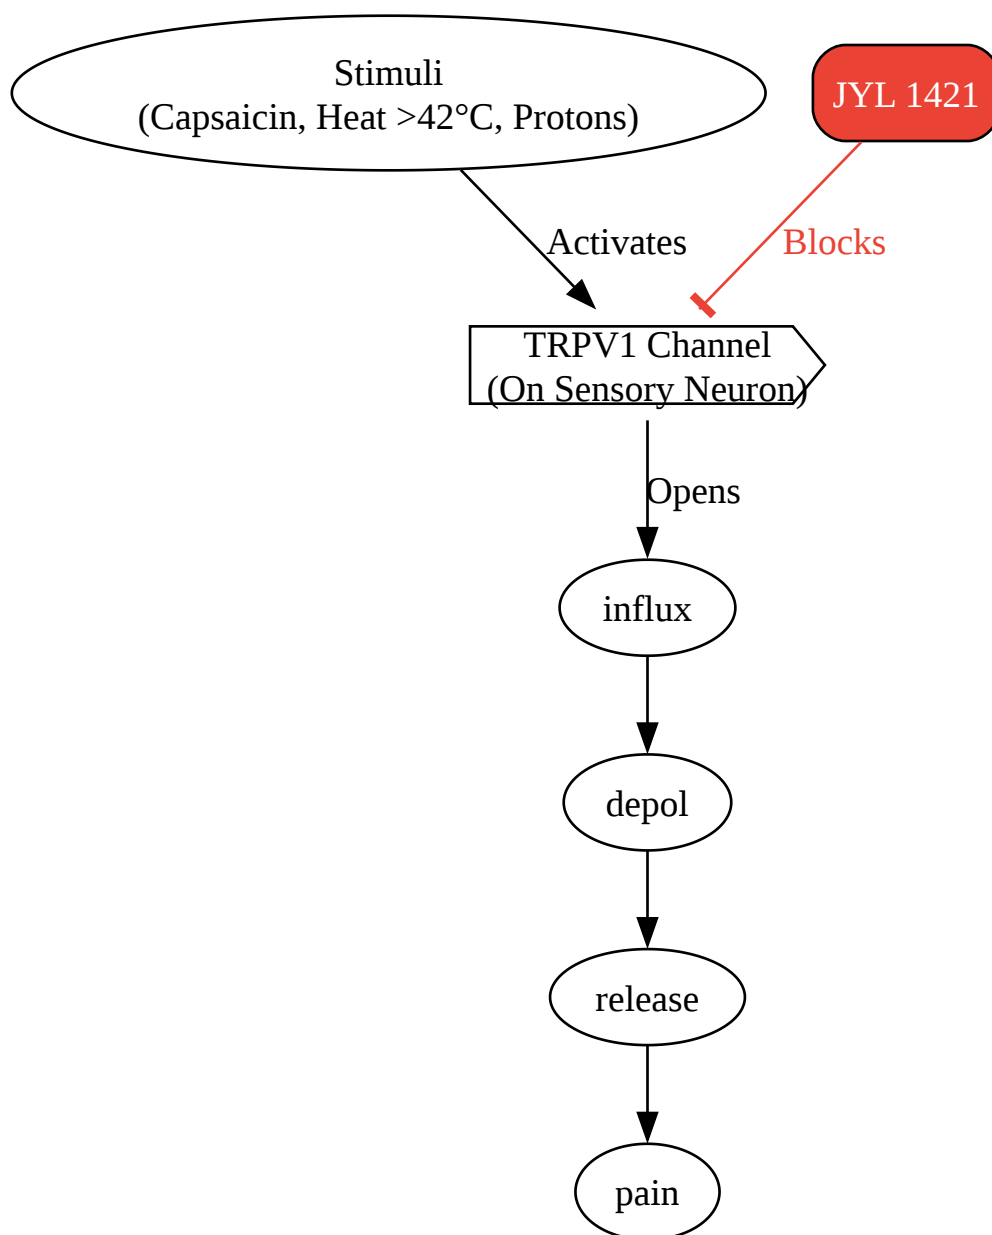 Stimuli
(Capsaicin, Heat >42°C, Protons)
JYL 1421
Activates
Blocks
TRPV1 Channel
(On Sensory Neuron)
Opens
influx
depol
release
pain